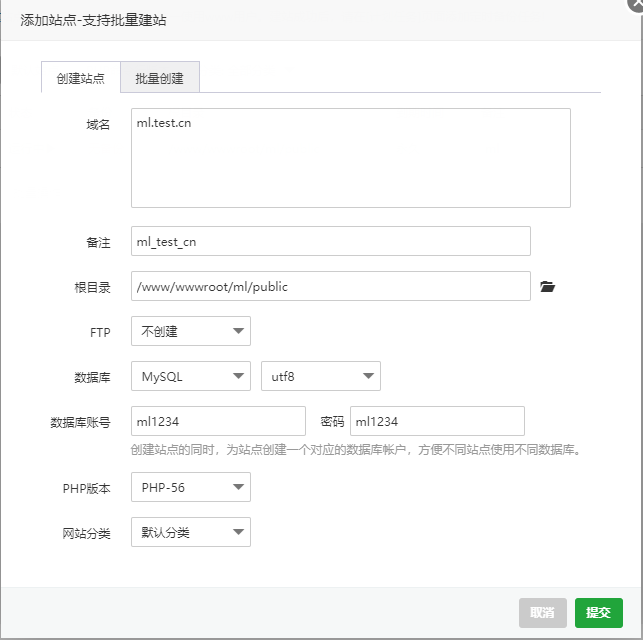 添加站点-支持批量建站
创建站点 批量创建
域名 ml.test.cn
备注 ml_test_cn
根目录 /www/wwwroot/ml/public
FTP 不创建
数据库 MySQL utf8
数据库账号 ml1234 密码 ml1234
创建站点的同时，为站点创建一个对应的数据库帐户，方便不同站点使用不同数据库。
PHP版本 PHP-56
网站分类 默认分类
取消 提交